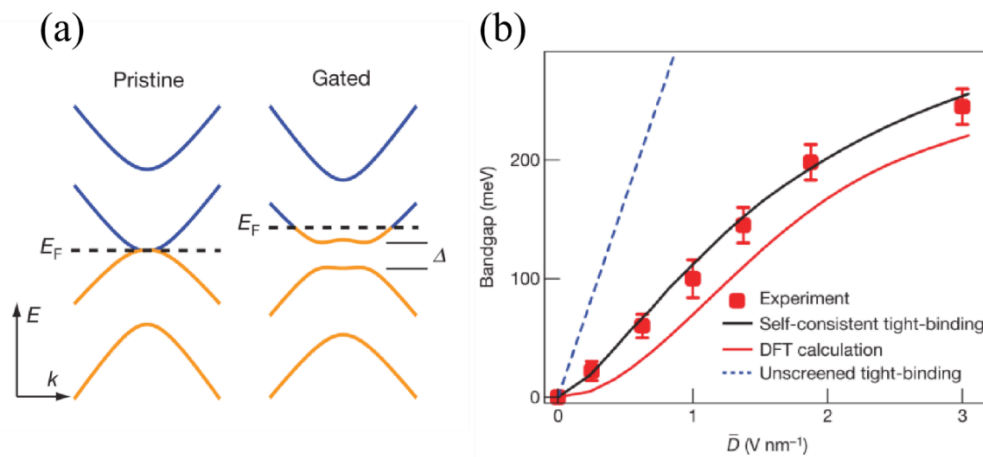 (a)
Pristine
Gated
E_F
E_F
Δ
E
k
(b)
Bandgap (meV)
200
100
0
0
1
2
3
Experiment
Self-consistent tight-binding
DFT calculation
Unscreened tight-binding
D̄ (V nm⁻¹)